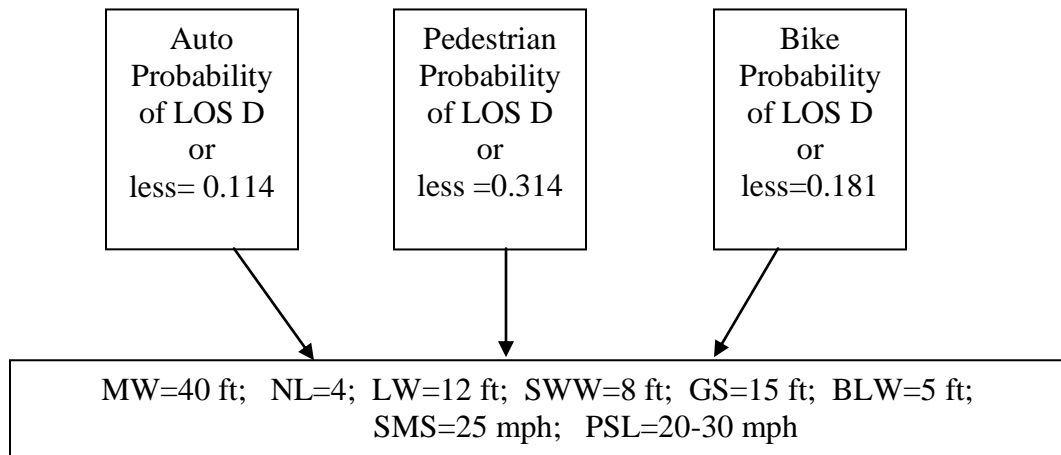 Auto
Probability
of LOS D
or
less= 0.114
Pedestrian
Probability
of LOS D
or
less =0.314
Bike
Probability
of LOS D
or
less=0.181
MW=40 ft; NL=4; LW=12 ft; SWW=8 ft; GS=15 ft; BLW=5 ft;
SMS=25 mph; PSL=20-30 mph